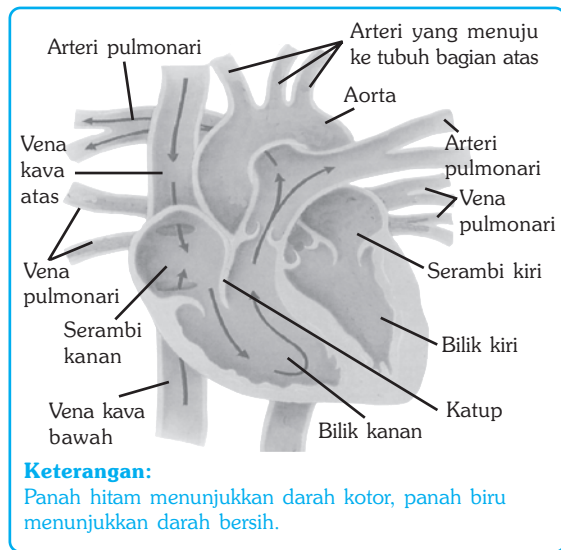 Arteri pulmonari
Arteri yang menuju
ke tubuh bagian atas
Aorta
Vena
kava
atas
Arteri
pulmonari
Vena
pulmonari
Vena
pulmonari
Serambi kiri
Serambi
kanan
Bilik kiri
Vena kava
bawah
Katup
Bilik kanan
Keterangan:
Panah hitam menunjukkan darah kotor, panah biru
menunjukkan darah bersih.